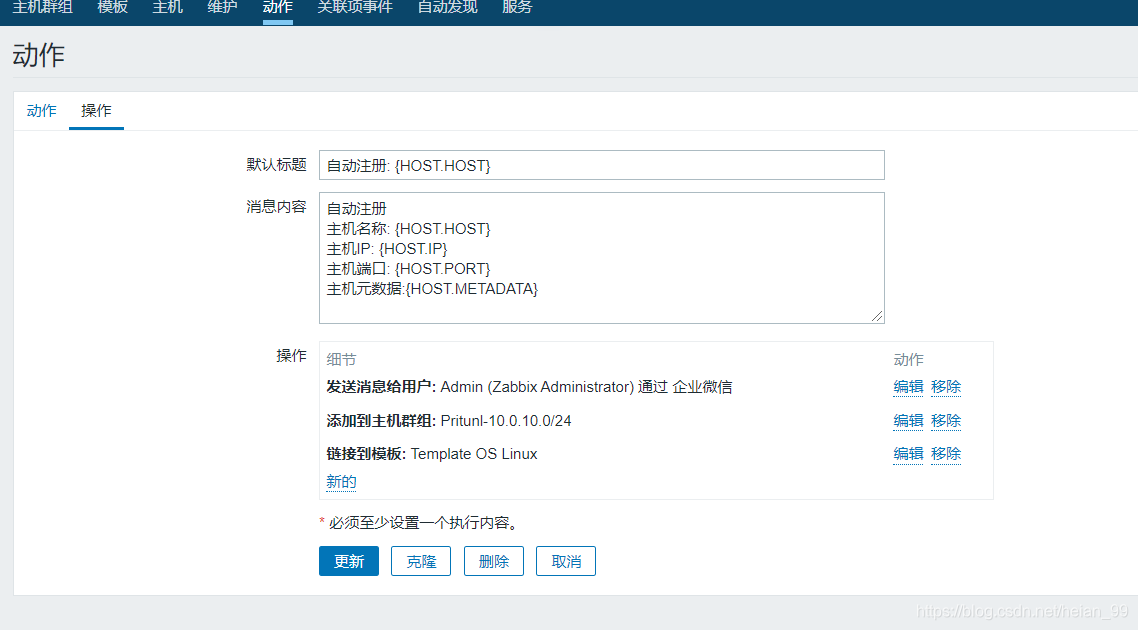 主机群组 模板 主机 维护 动作 关联项事件 自动发现 服务
动作
动作 操作
默认标题 自动注册: {HOST.HOST}
消息内容 自动注册
主机名称: {HOST.HOST}
主机IP: {HOST.IP}
主机端口: {HOST.PORT}
主机元数据:{HOST.METADATA}
操作 细节 动作
发送消息给用户: Admin (Zabbix Administrator) 通过 企业微信 编辑 移除
添加到主机群组: Pritunl-10.0.10.0/24 编辑 移除
链接到模板: Template OS Linux 编辑 移除
新的
* 必须至少设置一个执行内容。
更新 克隆 删除 取消
https://blog.csdn.net/heian_99